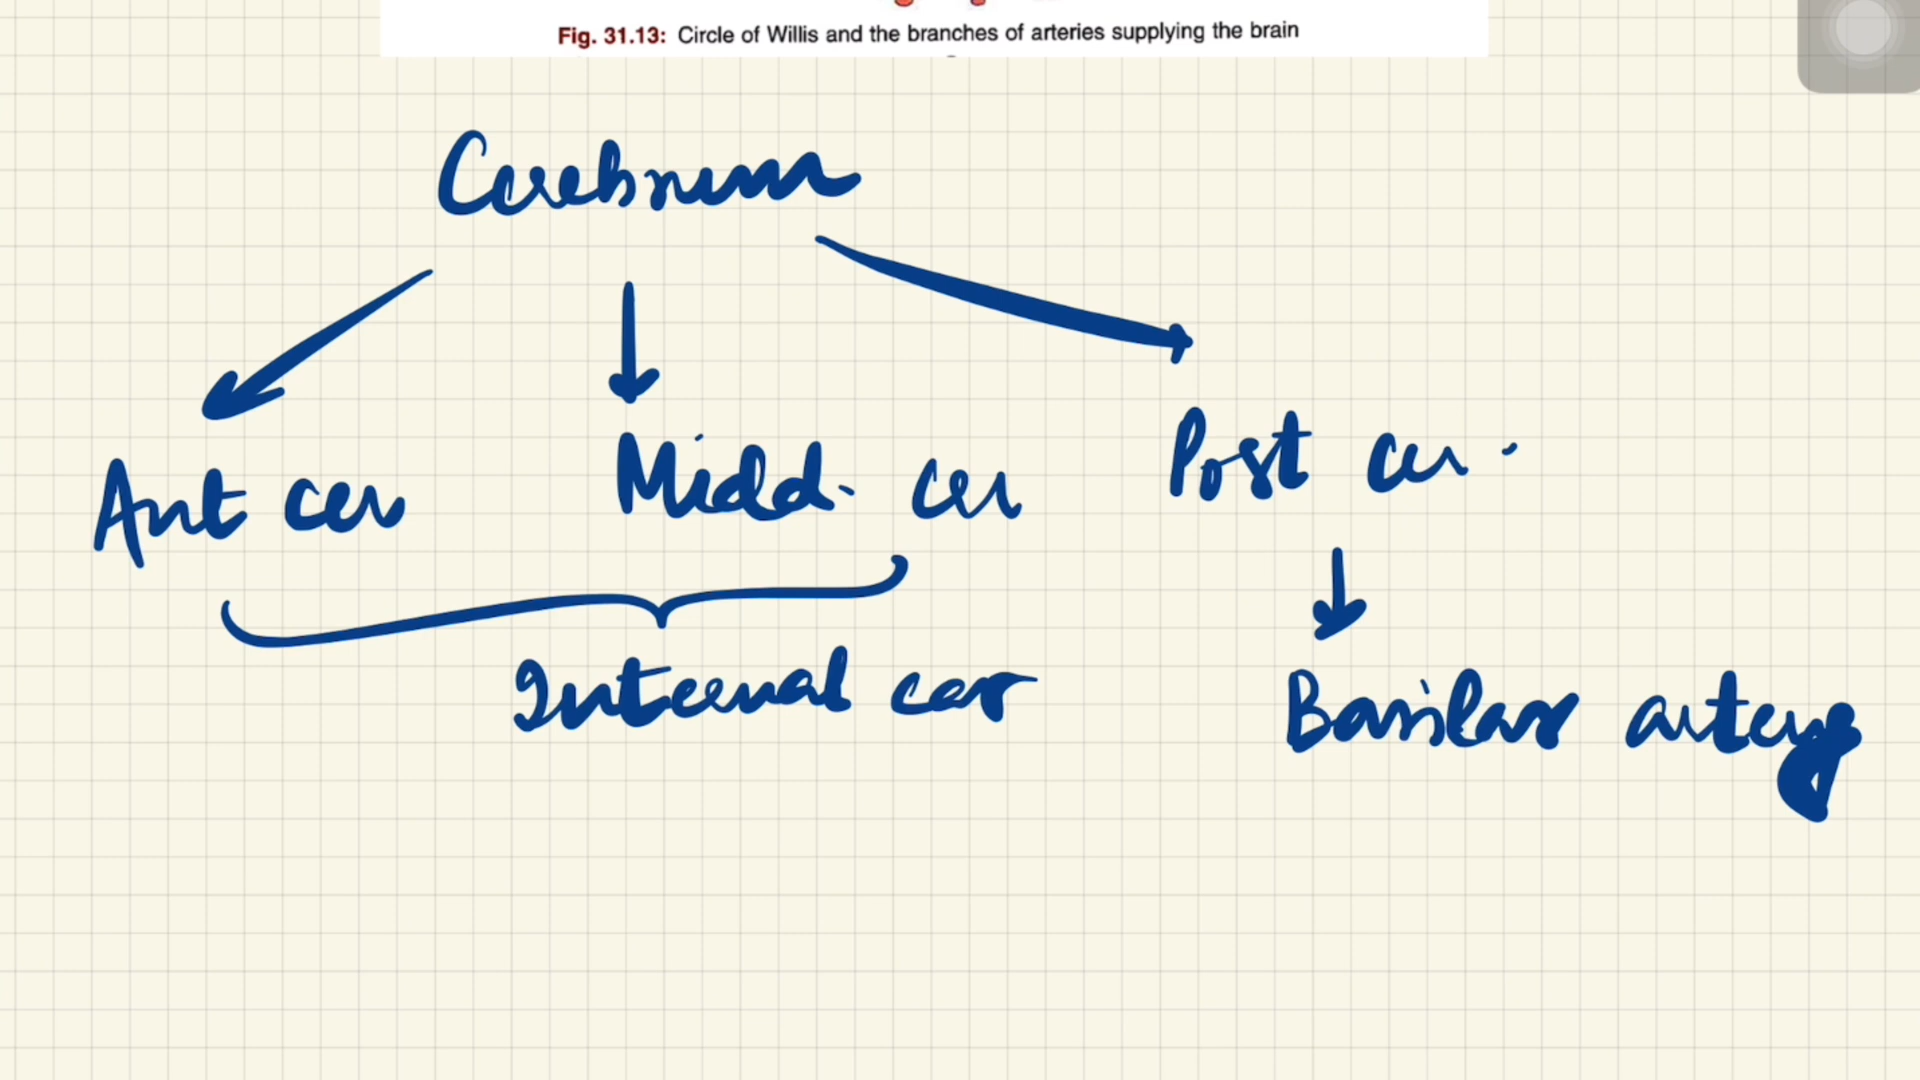 Fig. 31.13: Circle of Willis and the branches of arteries supplying the brain
Cerebrum
Ant cer
Midd. cer
Post cer.
Internal car
Basilar artery